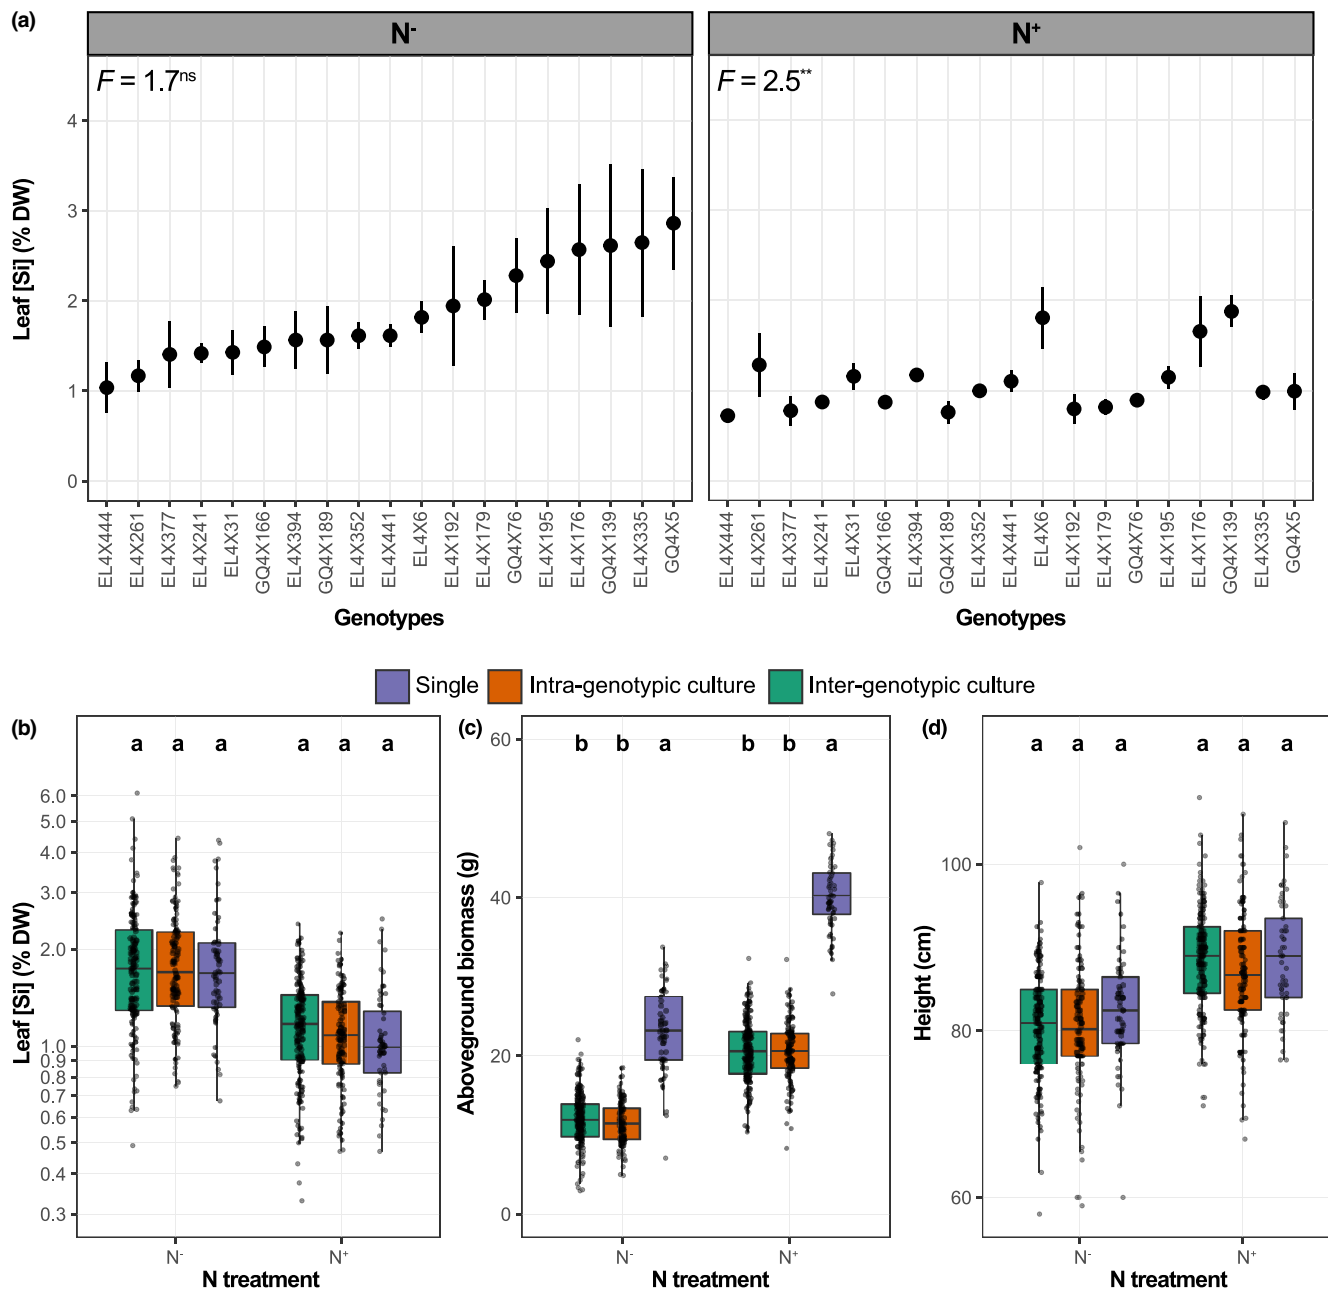 (a)
N-
N+
F = 1.7ns
F = 2.5**
Leaf [Si] (% DW)
4
3
2
1
0
EL4X444 EL4X261 EL4X377 EL4X241 EL4X31 GQ4X166 EL4X394 GQ4X189 EL4X352 EL4X441 EL4X6 EL4X192 EL4X179 GQ4X76 EL4X195 EL4X176 GQ4X139 EL4X335 GQ4X5
EL4X444 EL4X261 EL4X377 EL4X241 EL4X31 GQ4X166 EL4X394 GQ4X189 EL4X352 EL4X441 EL4X6 EL4X192 EL4X179 GQ4X76 EL4X195 EL4X176 GQ4X139 EL4X335 GQ4X5
Genotypes
Genotypes
Single Intra-genotypic culture Inter-genotypic culture
(b)
a a a a a a
Leaf [Si] (% DW)
6.0
5.0
4.0
3.0
2.0
1.0
0.9
0.8
0.7
0.6
0.5
0.4
0.3
N- N+
N treatment
(c)
b b a b b a
Aboveground biomass (g)
60
40
20
0
N- N+
N treatment
(d)
a a a a a a
Height (cm)
100
80
60
N- N+
N treatment